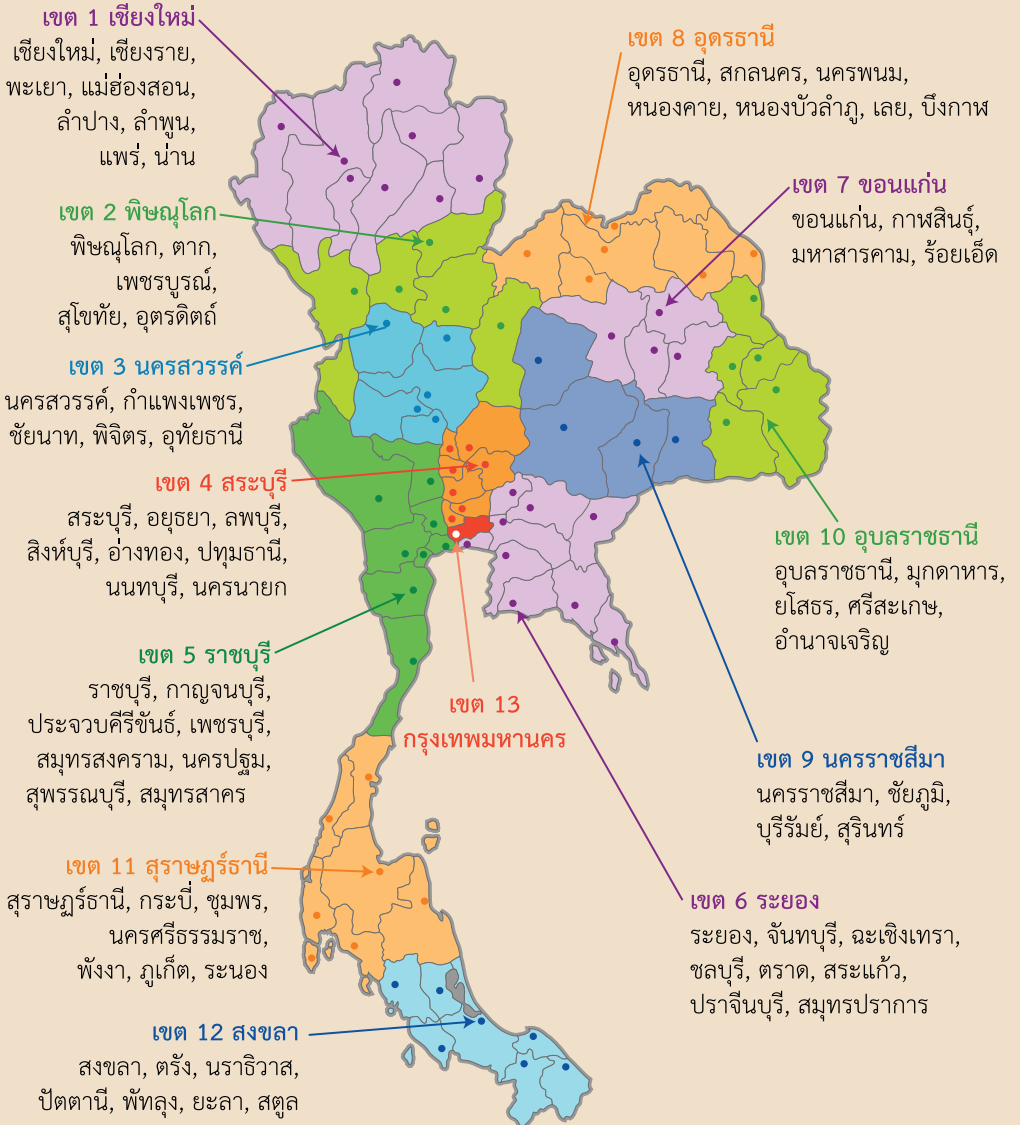 เขต 1 เชียงใหม่
เชียงใหม่, เชียงราย,
พะเยา, แม่ฮ่องสอน,
ลำปาง, ลำพูน,
แพร่, น่าน
เขต 2 พิษณุโลก
พิษณุโลก, ตาก,
เพชรบูรณ์,
สุโขทัย, อุตรดิตถ์
เขต 3 นครสวรรค์
นครสวรรค์, กำแพงเพชร,
ชัยนาท, พิจิตร, อุทัยธานี
เขต 4 สระบุรี
สระบุรี, อยุธยา, ลพบุรี,
สิงห์บุรี, อ่างทอง, ปทุมธานี,
นนทบุรี, นครนายก
เขต 5 ราชบุรี
ราชบุรี, กาญจนบุรี,
ประจวบคีรีขันธ์, เพชรบุรี,
สมุทรสงคราม, นครปฐม,
สุพรรณบุรี, สมุทรสาคร
เขต 11 สุราษฏร์ธานี
สุราษฏร์ธานี, กระบี่, ชุมพร,
นครศรีธรรมราช,
พังงา, ภูเก็ต, ระนอง
เขต 12 สงขลา
สงขลา, ตรัง, นราธิวาส,
ปัตตานี, พัทลุง, ยะลา, สตูล
เขต 8 อุดรธานี
อุดรธานี, สกลนคร, นครพนม,
หนองคาย, หนองบัวลำภู, เลย, บึงกาฬ
เขต 7 ขอนแก่น
ขอนแก่น, กาฬสินธุ์,
มหาสารคาม, ร้อยเอ็ด
เขต 10 อุบลราชธานี
อุบลราชธานี, มุกดาหาร,
ยโสธร, ศรีสะเกษ,
อำนาจเจริญ
เขต 13
กรุงเทพมหานคร
เขต 9 นครราชสีมา
นครราชสีมา, ชัยภูมิ,
บุรีรัมย์, สุรินทร์
เขต 6 ระยอง
ระยอง, จันทบุรี, ฉะเชิงเทรา,
ชลบุรี, ตราด, สระแก้ว,
ปราจีนบุรี, สมุทรปราการ